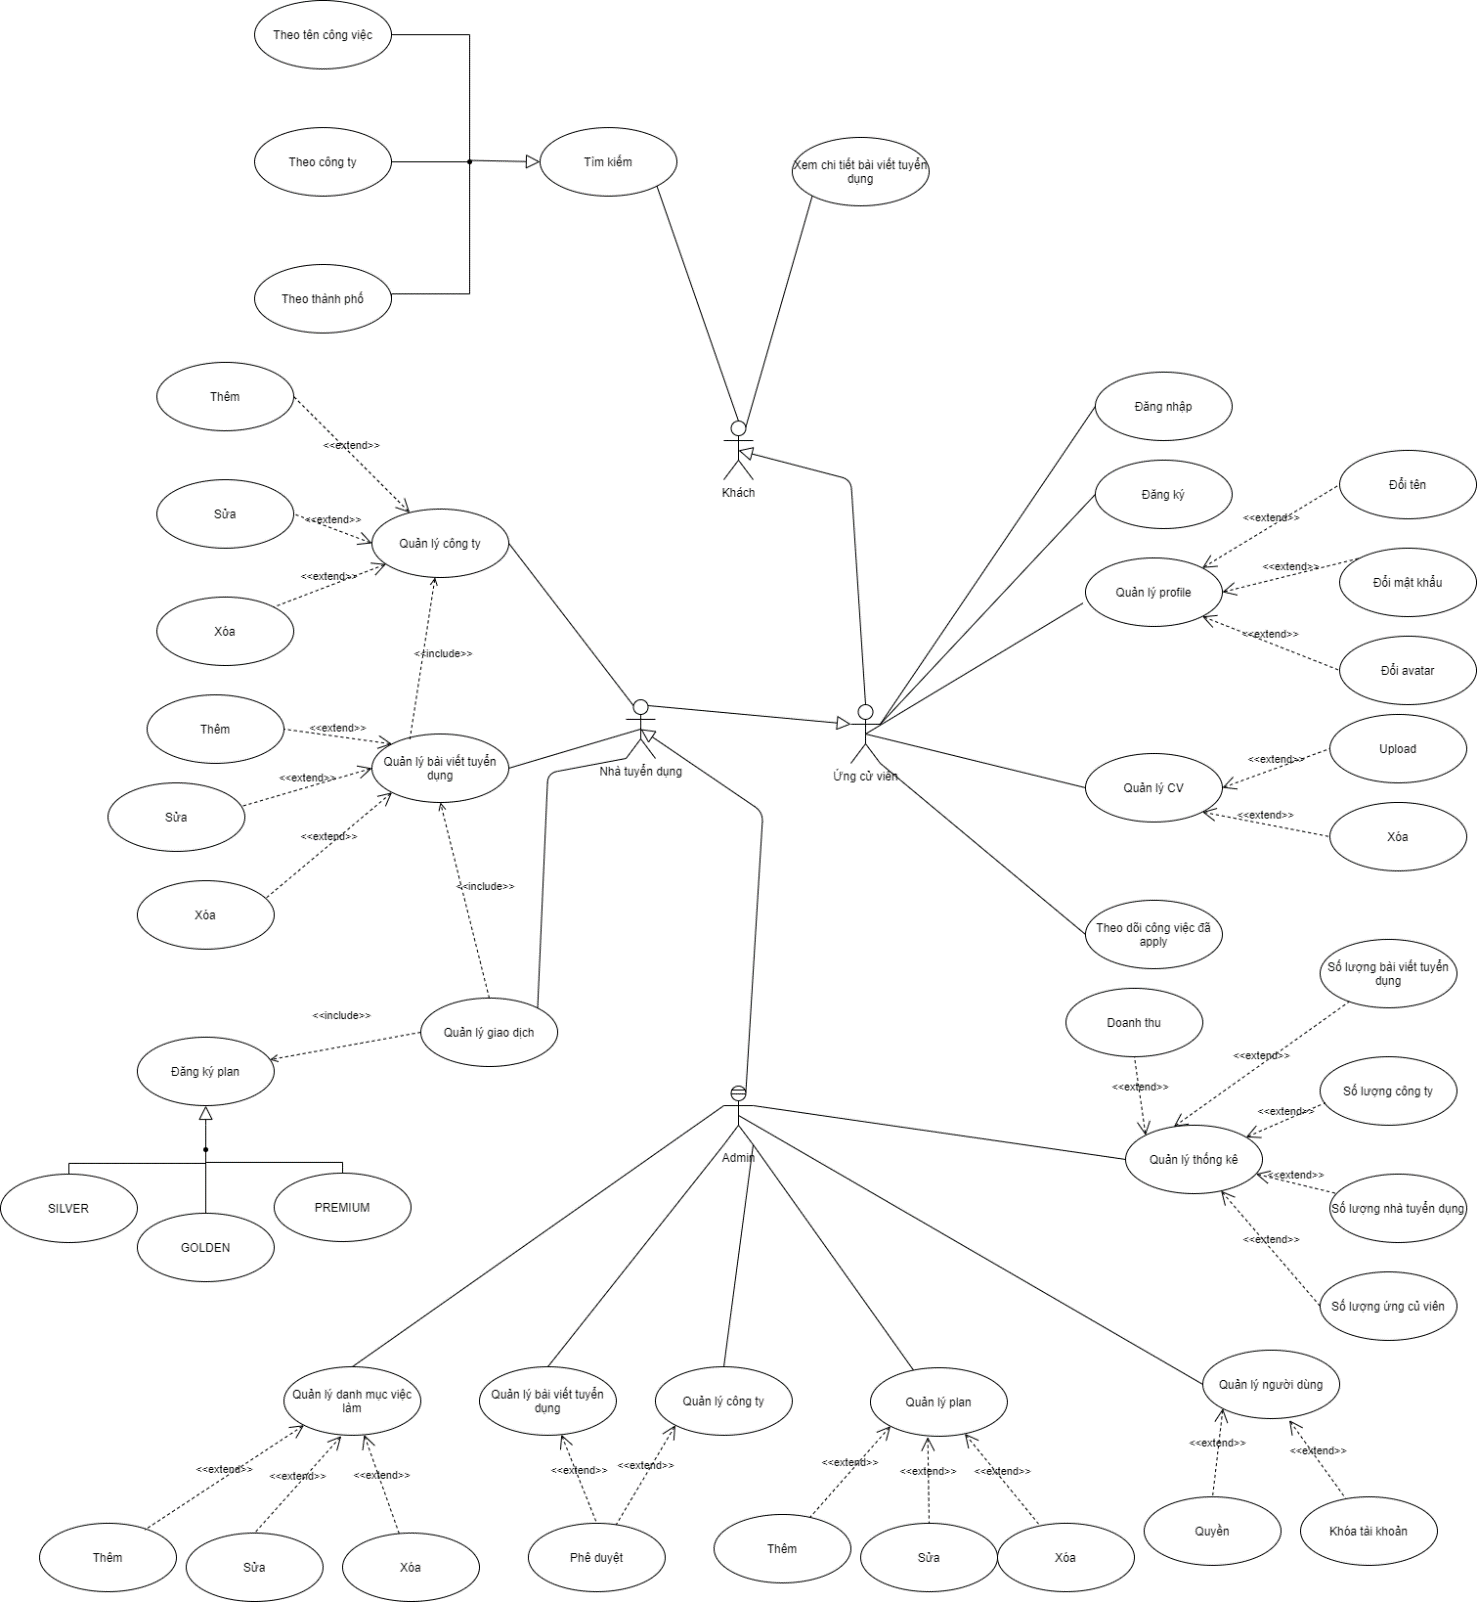 Theo tên công việc
Theo công ty
Tìm kiếm
Xem chi tiết bài viết tuyển
dụng
Theo thành phố
Thêm
<<extend>>
Sửa
<<extend>>
Quản lý công ty
<<extend>>
Xóa
<<include>>
Khách
Đăng nhập
Đăng ký
Đổi tên
<<extend>>
Quản lý profile
<<extend>>
Đổi mật khẩu
<<extend>>
Đổi avatar
Thêm
<<extend>>
Quản lý bài viết tuyển
dụng
<<extend>>
Sửa
<<extend>>
Xóa
<<include>>
Nhà tuyển dụng
Ứng cử viên
Upload
<<extend>>
Quản lý CV
<<extend>>
Xóa
Theo dõi công việc đã
apply
<<include>>
Quản lý giao dịch
Đăng ký plan
SILVER
GOLDEN
PREMIUM
Admin
Số lượng bài viết tuyển
dụng
Doanh thu
<<extend>>
<<extend>>
Số lượng công ty
<<extend>>
Quản lý thống kê
<<extend>>
Số lượng nhà tuyển dụng
<<extend>>
Số lượng ứng củ viên
Quản lý danh mục việc
làm
Quản lý bài viết tuyển
dụng
Quản lý công ty
Quản lý plan
Quản lý người dùng
<<extend>>
<<extend>>
<<extend>>
<<extend>>
<<extend>>
<<extend>>
<<extend>>
<<extend>>
<<extend>>
<<extend>>
Thêm
Sửa
Xóa
Phê duyệt
Thêm
Sửa
Xóa
Quyền
Khóa tài khoản